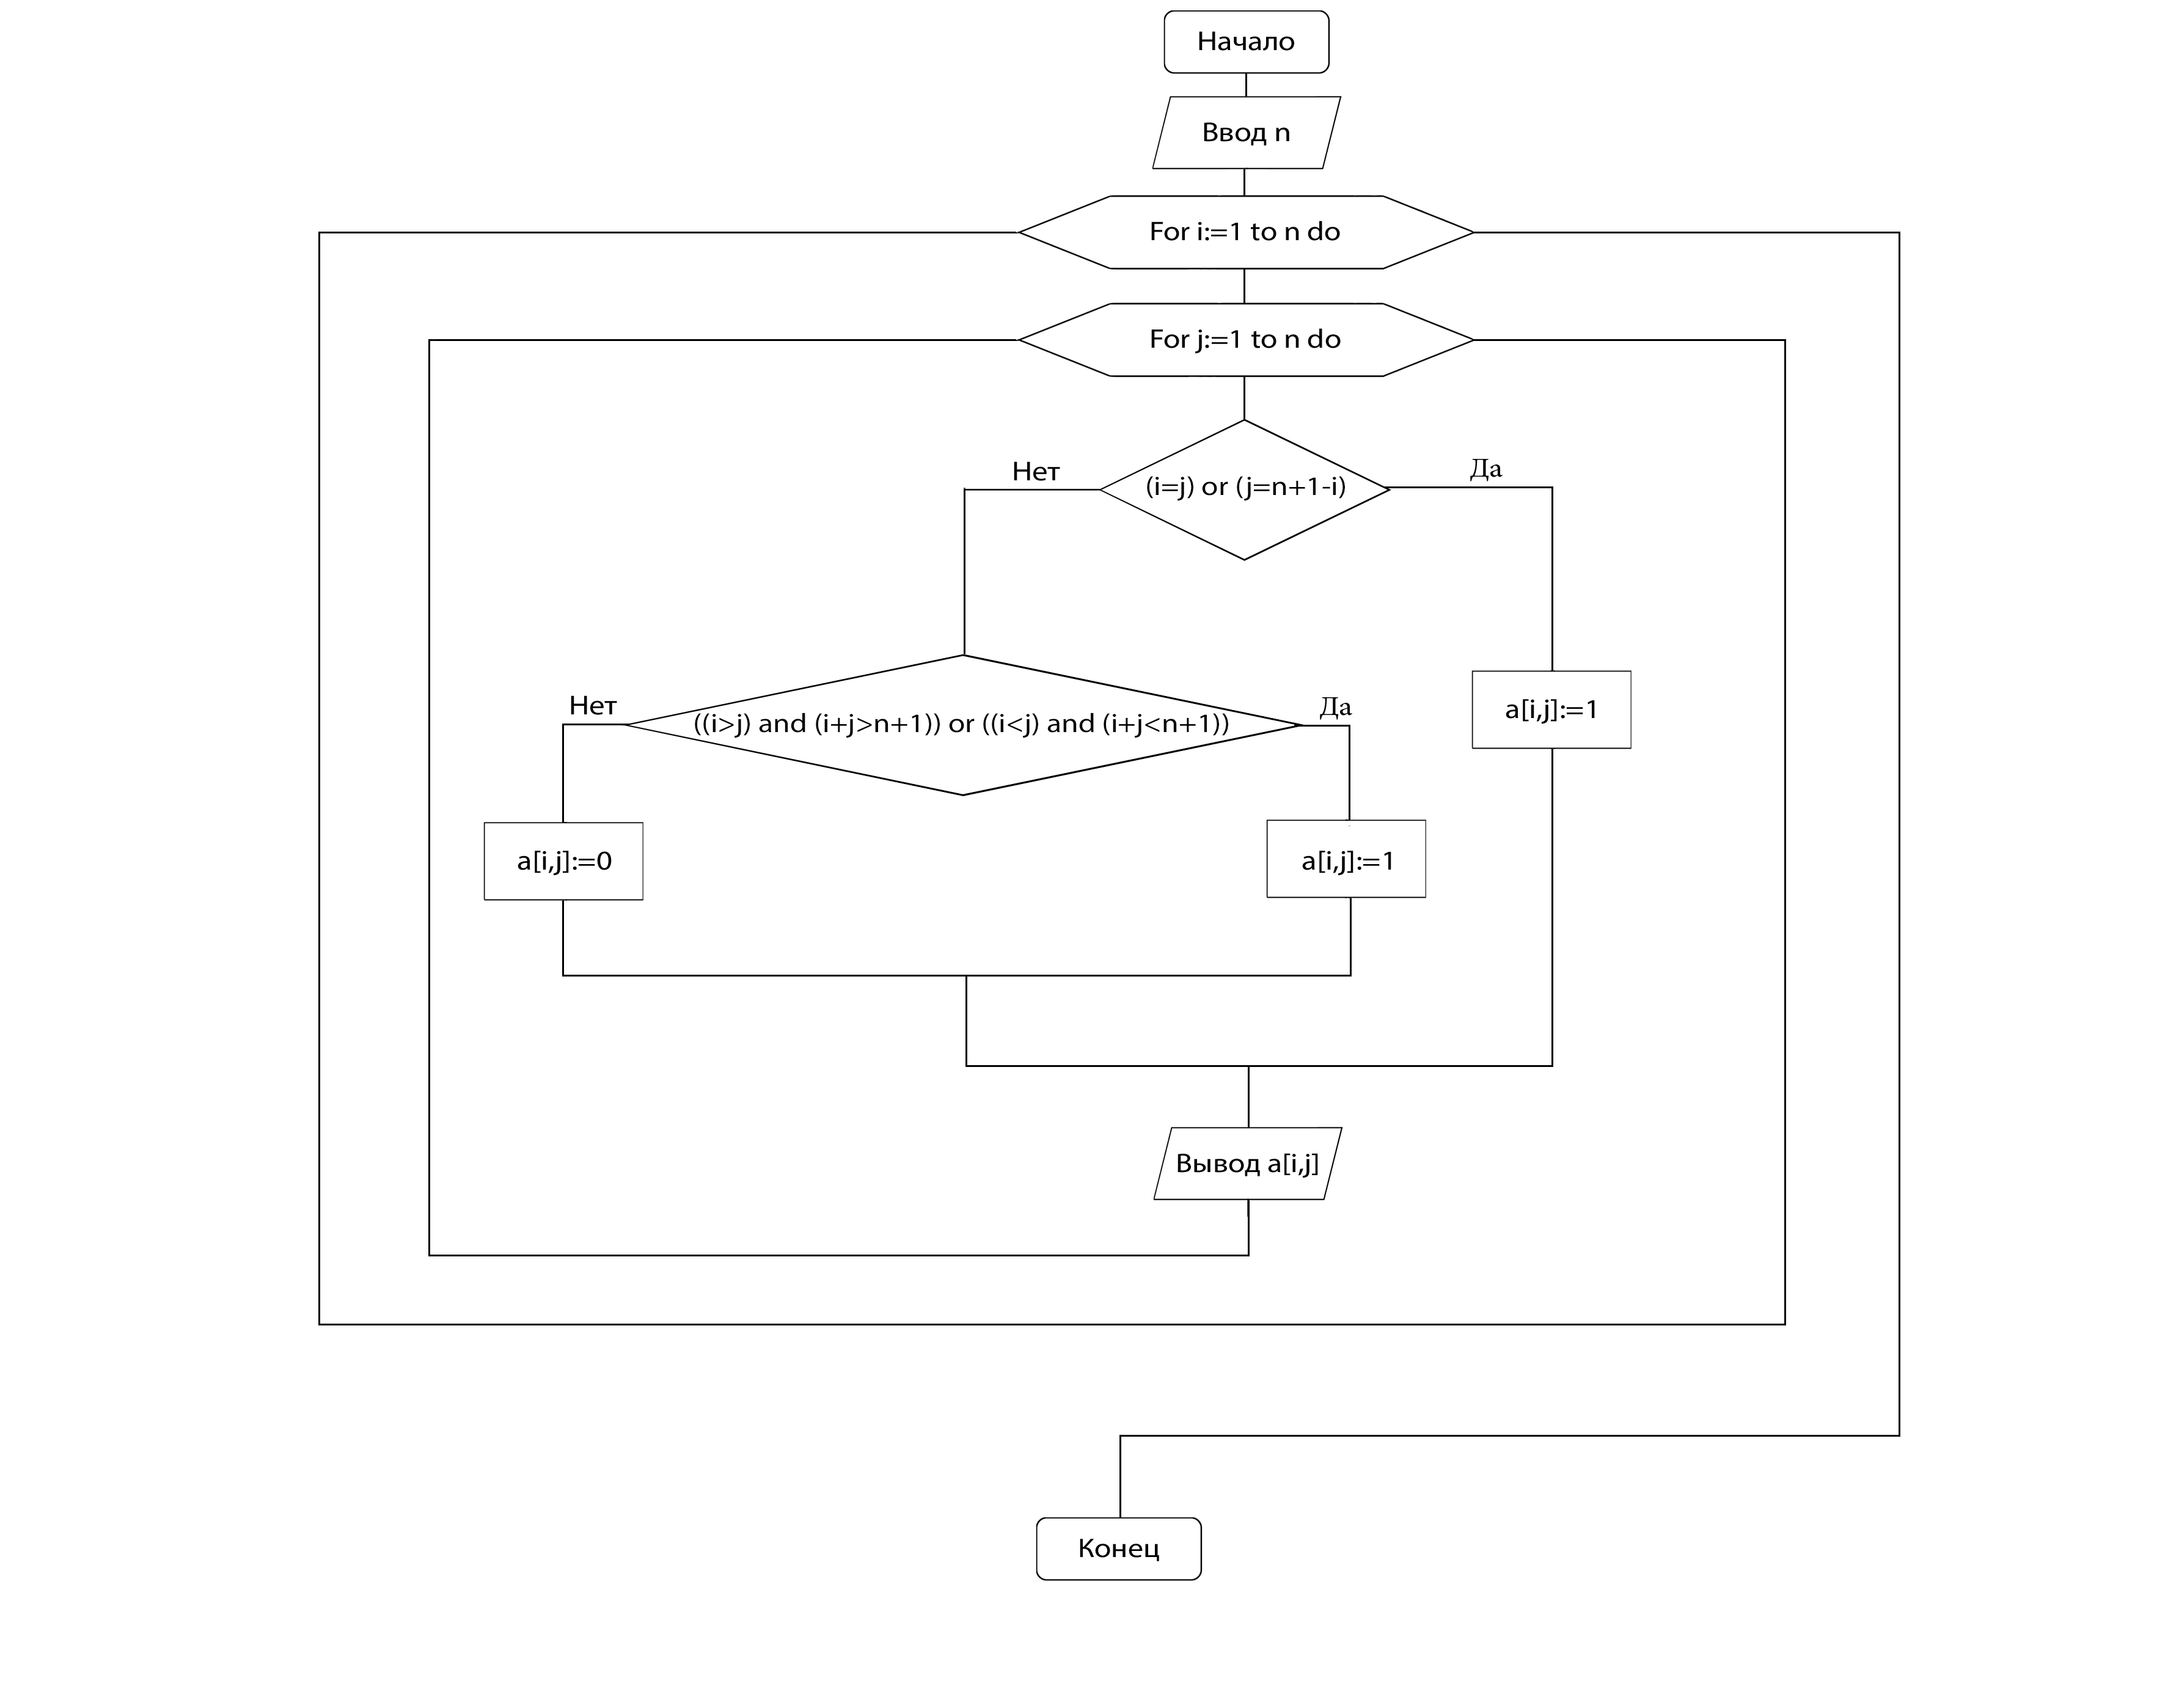 Начало
Ввод n
For i:=1 to n do
For j:=1 to n do
(i=j) or (j=n+1-i)
Нет
Да
((i>j) and (i+j>n+1)) or ((i<j) and (i+j<n+1))
Нет
Да
a[i,j]:=1
a[i,j]:=0
a[i,j]:=1
Вывод a[i,j]
Конец